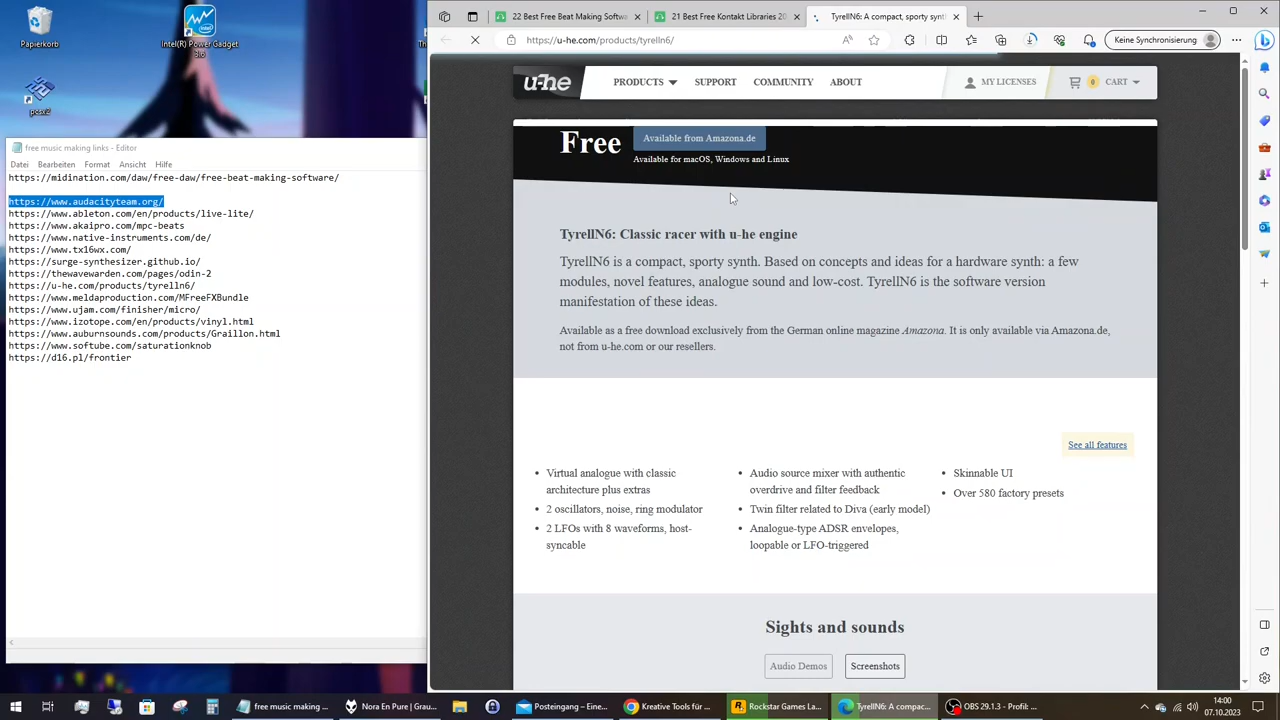 Papierkorb
Intel(R) Power Gadget
3.6
pcsx2
22 Best Free Beat Making Softwa
21 Best Free Kontakt Libraries 20
TyrellN6: A compact, sporty synth
https://u-he.com/products/tyrelln6/
Keine Synchronisierung
free music making links - Editor
Datei Bearbeiten Format Ansicht Hilfe
https://midination.com/daw/free-daw/free-beat-making-software/
https://www.audacityteam.org/
https://www.ableton.com/en/products/live-lite/
https://www.akaipro.com/mpc-beats
https://www.native-instruments.com/de/
https://www.tx16wx.com/
https://surge-synthesizer.github.io/
https://thewavewarden.com/pages/odin-2
https://u-he.com/products/tyrelln6/
https://www.meldaproduction.com/MFreeFXBundle
https://www.ujam.com/finisher/micro/
https://www.izotope.com/en/products/vinyl.html
https://www.auburnsounds.com/products/Graillon.html
https://www.softube.com/saturationknob
https://d16.pl/frontier
u-he
PRODUCTS SUPPORT COMMUNITY ABOUT
MY LICENSES
0 CART
Free
Available from Amazona.de
Available for macOS, Windows and Linux
TyrellN6: Classic racer with u-he engine
TyrellN6 is a compact, sporty synth. Based on concepts and ideas for a hardware synth: a few
modules, novel features, analogue sound and low-cost. TyrellN6 is the software version
manifestation of these ideas.
Available as a free download exclusively from the German online magazine Amazona. It is only available via Amazona.de,
not from u-he.com or our resellers.
See all features
Virtual analogue with classic
architecture plus extras
2 oscillators, noise, ring modulator
2 LFOs with 8 waveforms, host-
syncable
Audio source mixer with authentic
overdrive and filter feedback
Twin filter related to Diva (early model)
Analogue-type ADSR envelopes,
loopable or LFO-triggered
Skinnable UI
Over 580 factory presets
Sights and sounds
Audio Demos
Screenshots
free music making ...
Nora En Pure | Grau...
Posteingang – Eine...
Kreative Tools für ...
Rockstar Games La...
TyrellN6: A compac...
OBS 29.1.3 - Profil: ...
14:00
07.10.2023